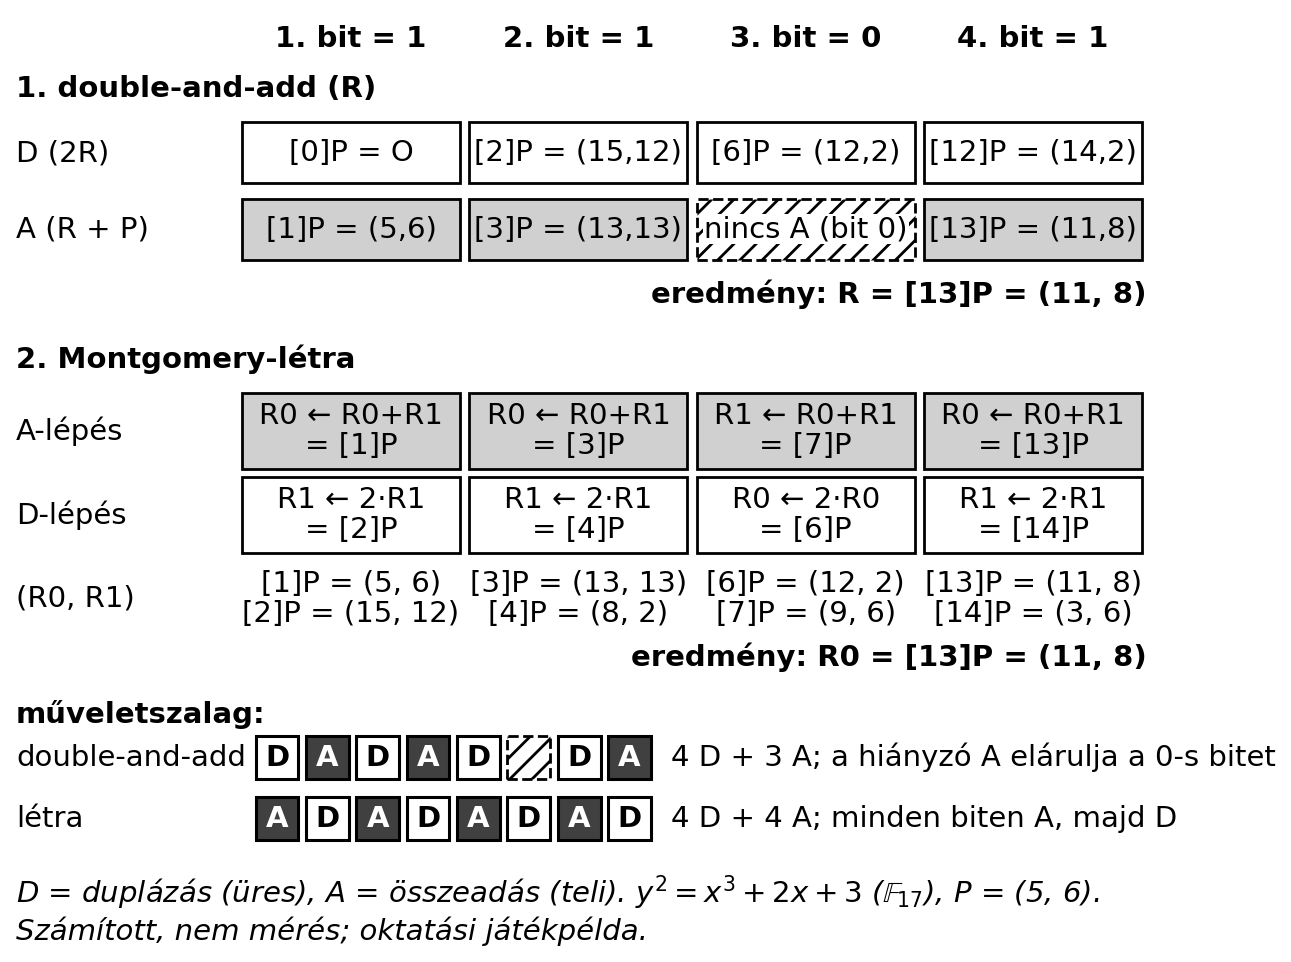 1. bit = 1 2. bit = 1 3. bit = 0 4. bit = 1
1. double-and-add (R)
D (2R) [0]P = O [2]P = (15,12) [6]P = (12,2) [12]P = (14,2)
A (R + P) [1]P = (5,6) [3]P = (13,13) nincs A (bit 0) [13]P = (11,8)
eredmény: R = [13]P = (11, 8)
2. Montgomery-létra
A-lépés R0 ← R0+R1 R0 ← R0+R1 R1 ← R0+R1 R0 ← R0+R1
= [1]P = [3]P = [7]P = [13]P
D-lépés R1 ← 2·R1 R1 ← 2·R1 R0 ← 2·R0 R1 ← 2·R1
= [2]P = [4]P = [6]P = [14]P
(R0, R1) [1]P = (5, 6) [3]P = (13, 13) [6]P = (12, 2) [13]P = (11, 8)
[2]P = (15, 12) [4]P = (8, 2) [7]P = (9, 6) [14]P = (3, 6)
eredmény: R0 = [13]P = (11, 8)
műveletszalag:
double-and-add D A D A D D A 4 D + 3 A; a hiányzó A elárulja a 0-s bitet
létra A D A D A D A D 4 D + 4 A; minden biten A, majd D
D = duplázás (üres), A = összeadás (teli). y² = x³ + 2x + 3 (𝔽₁₇), P = (5, 6).
Számított, nem mérés; oktatási játékpélda.